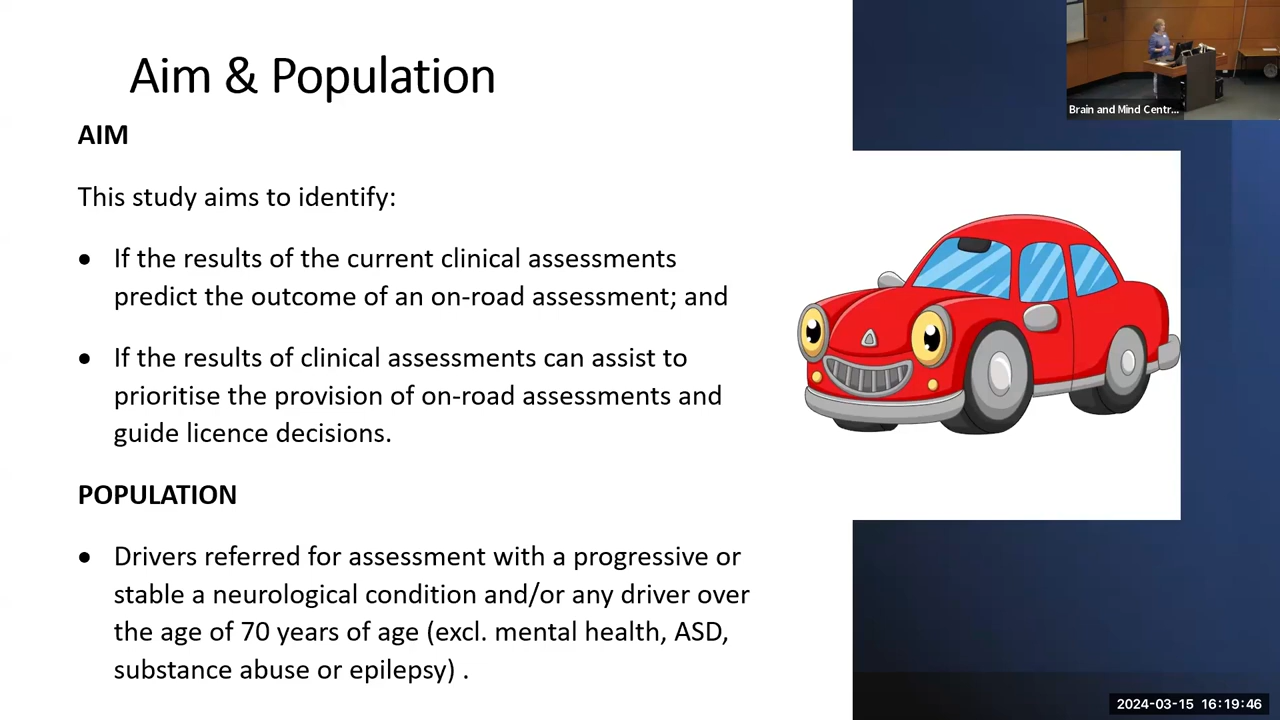 Aim & Population
AIM
This study aims to identify:
● If the results of the current clinical assessments
predict the outcome of an on-road assessment; and
● If the results of clinical assessments can assist to
prioritise the provision of on-road assessments and
guide licence decisions.
POPULATION
● Drivers referred for assessment with a progressive or
stable a neurological condition and/or any driver over
the age of 70 years of age (excl. mental health, ASD,
substance abuse or epilepsy) .
Brain and Mind Centr...
2024-03-15 16:19:46